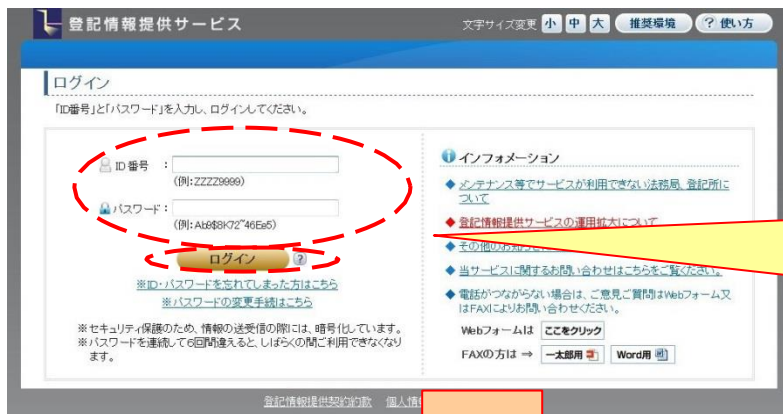 登記情報提供サービス
文字サイズ変更 小 中 大 推奨環境 ? 使い方
ログイン
「ID番号」と「パスワード」を入力し、ログインしてください。
ID番号 :
(例:ZZZZ9999)
パスワード:
(例:Ab9$8K72~46Ee5)
ログイン ?
※ID・パスワードを忘れてしまった方はこちら
※パスワードの変更手続はこちら
※セキュリティ保護のため、情報の送受信の際には、暗号化しています。
※パスワードを連続して6回間違えると、しばらくの間ご利用できなくなり
ます。
インフォメーション
◆メンテナンス等でサービスが利用できない法務局、登記所に
ついて
◆登記情報提供サービスの運用拡大について
◆その他のお知
◆当サービスに関するお問い合わせはこちらをご覧ください。
◆電話がつながらない場合は、ご意見ご質問はWebフォーム又
はFAXによりお問い合わせください。
Webフォームは ここをクリック
FAXの方は ⇒ 一太郎用 Word用
登記情報提供契約約款 個人情